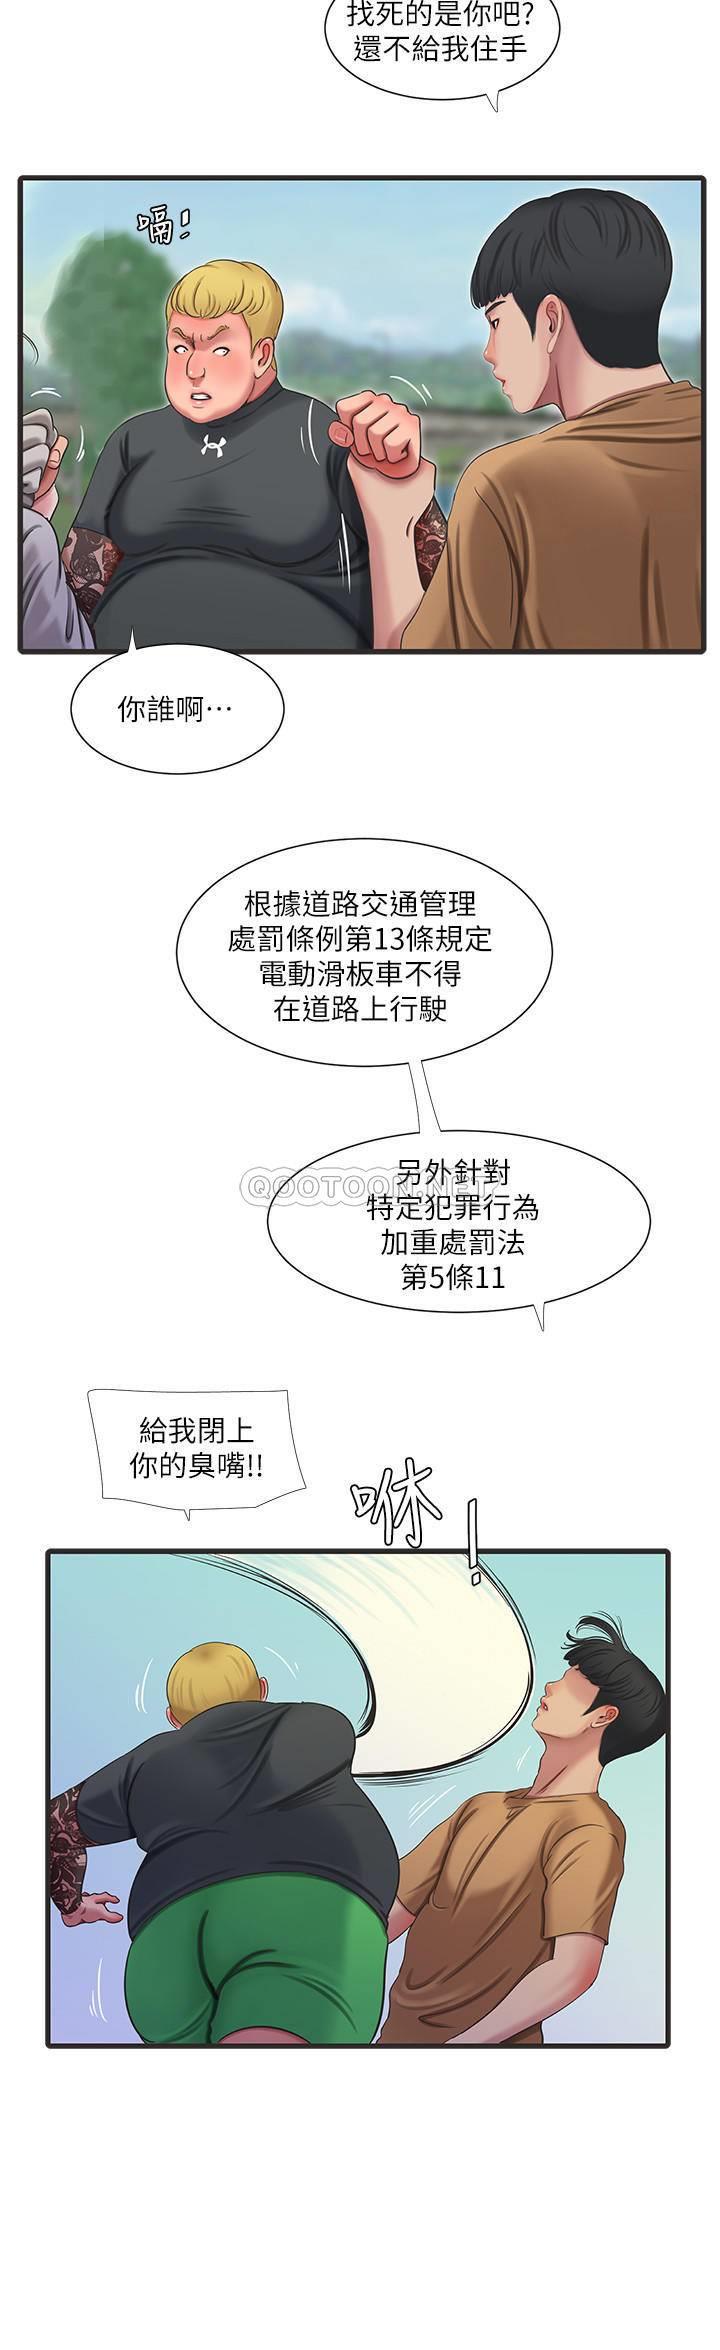 找死的是你吧?
還不給我住手
嗝!
你誰啊…
根據道路交通管理
處罰條例第13條規定
電動滑板車不得
在道路上行駛
QOOTOON.NET
另外針對
特定犯罪行為
加重處罰法
第5條11
給我閉上
你的臭嘴!!
咻!